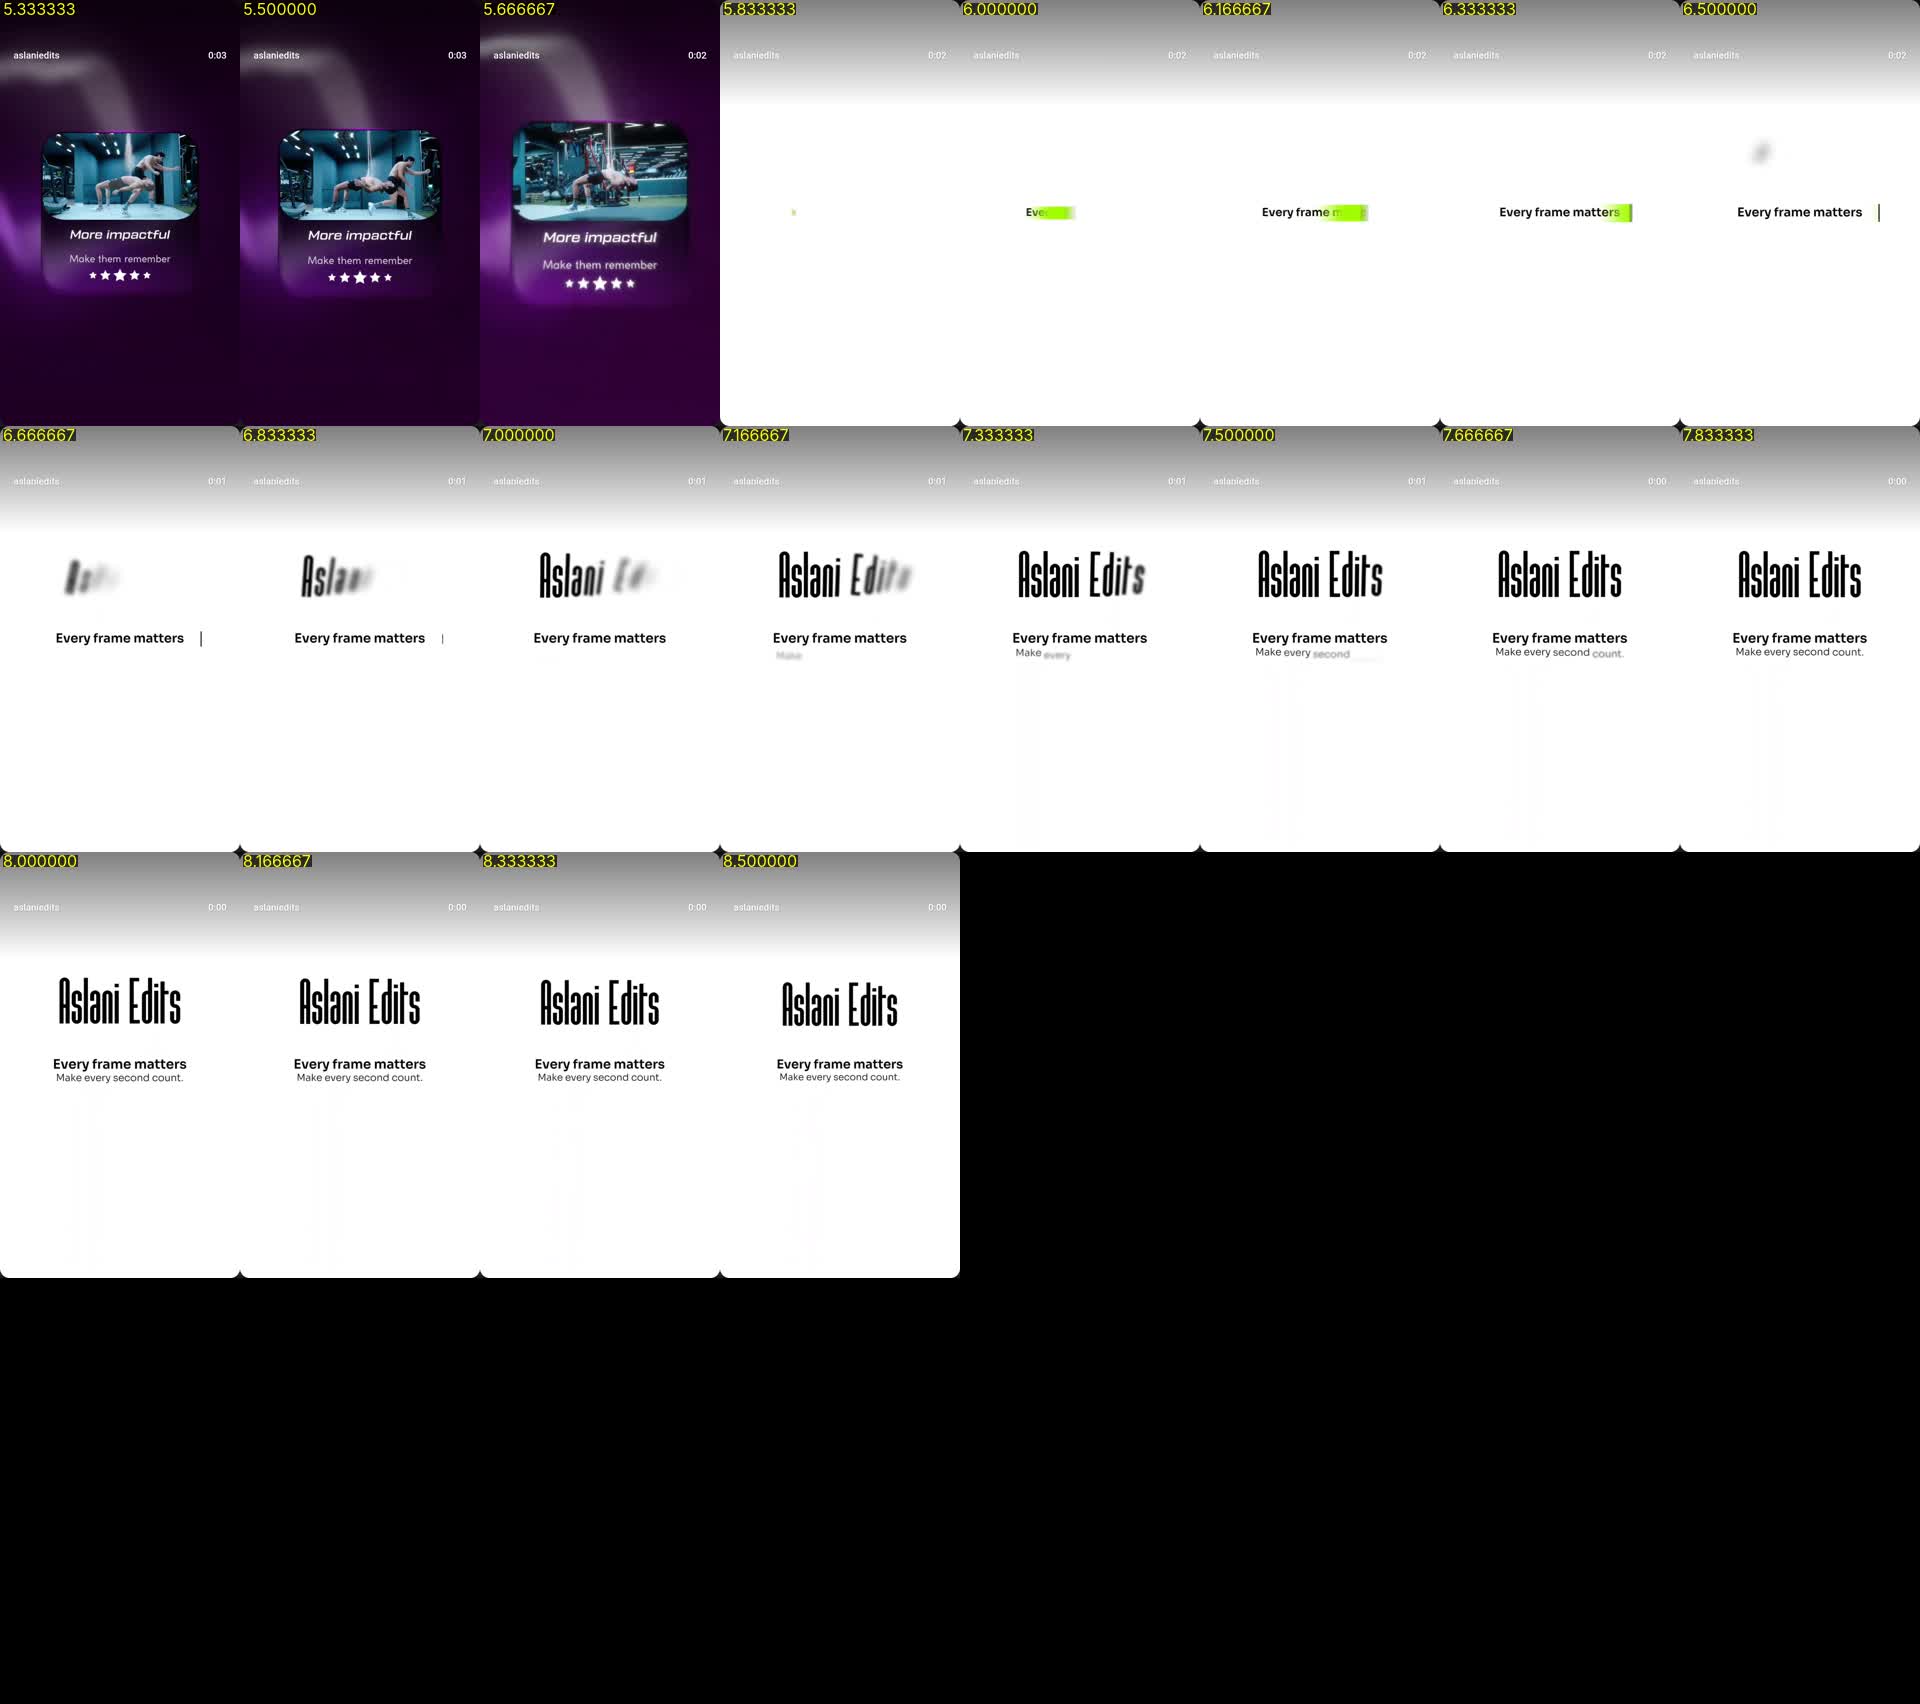 5.333333
aslaniedits 0:03
More impactful
Make them remember
5.500000
aslaniedits 0:03
More impactful
Make them remember
5.666667
aslaniedits 0:02
More impactful
Make them remember
5.833333
aslaniedits 0:02
6.000000
aslaniedits 0:02
Eve
6.166667
aslaniedits 0:02
Every frame m
6.333333
aslaniedits 0:02
Every frame matters
6.500000
aslaniedits 0:02
Every frame matters
6.666667
aslaniedits 0:01
Every frame matters
6.833333
aslaniedits 0:01
Aslan
Every frame matters
7.000000
aslaniedits 0:01
Aslani Ed
Every frame matters
7.166667
aslaniedits 0:01
Aslani Edits
Every frame matters
Make
7.333333
aslaniedits 0:01
Aslani Edits
Every frame matters
Make every
7.500000
aslaniedits 0:01
Aslani Edits
Every frame matters
Make every second
7.666667
aslaniedits 0:00
Aslani Edits
Every frame matters
Make every second count.
7.833333
aslaniedits 0:00
Aslani Edits
Every frame matters
Make every second count.
8.000000
aslaniedits 0:00
Aslani Edits
Every frame matters
Make every second count.
8.166667
aslaniedits 0:00
Aslani Edits
Every frame matters
Make every second count.
8.333333
aslaniedits 0:00
Aslani Edits
Every frame matters
Make every second count.
8.500000
aslaniedits 0:00
Aslani Edits
Every frame matters
Make every second count.